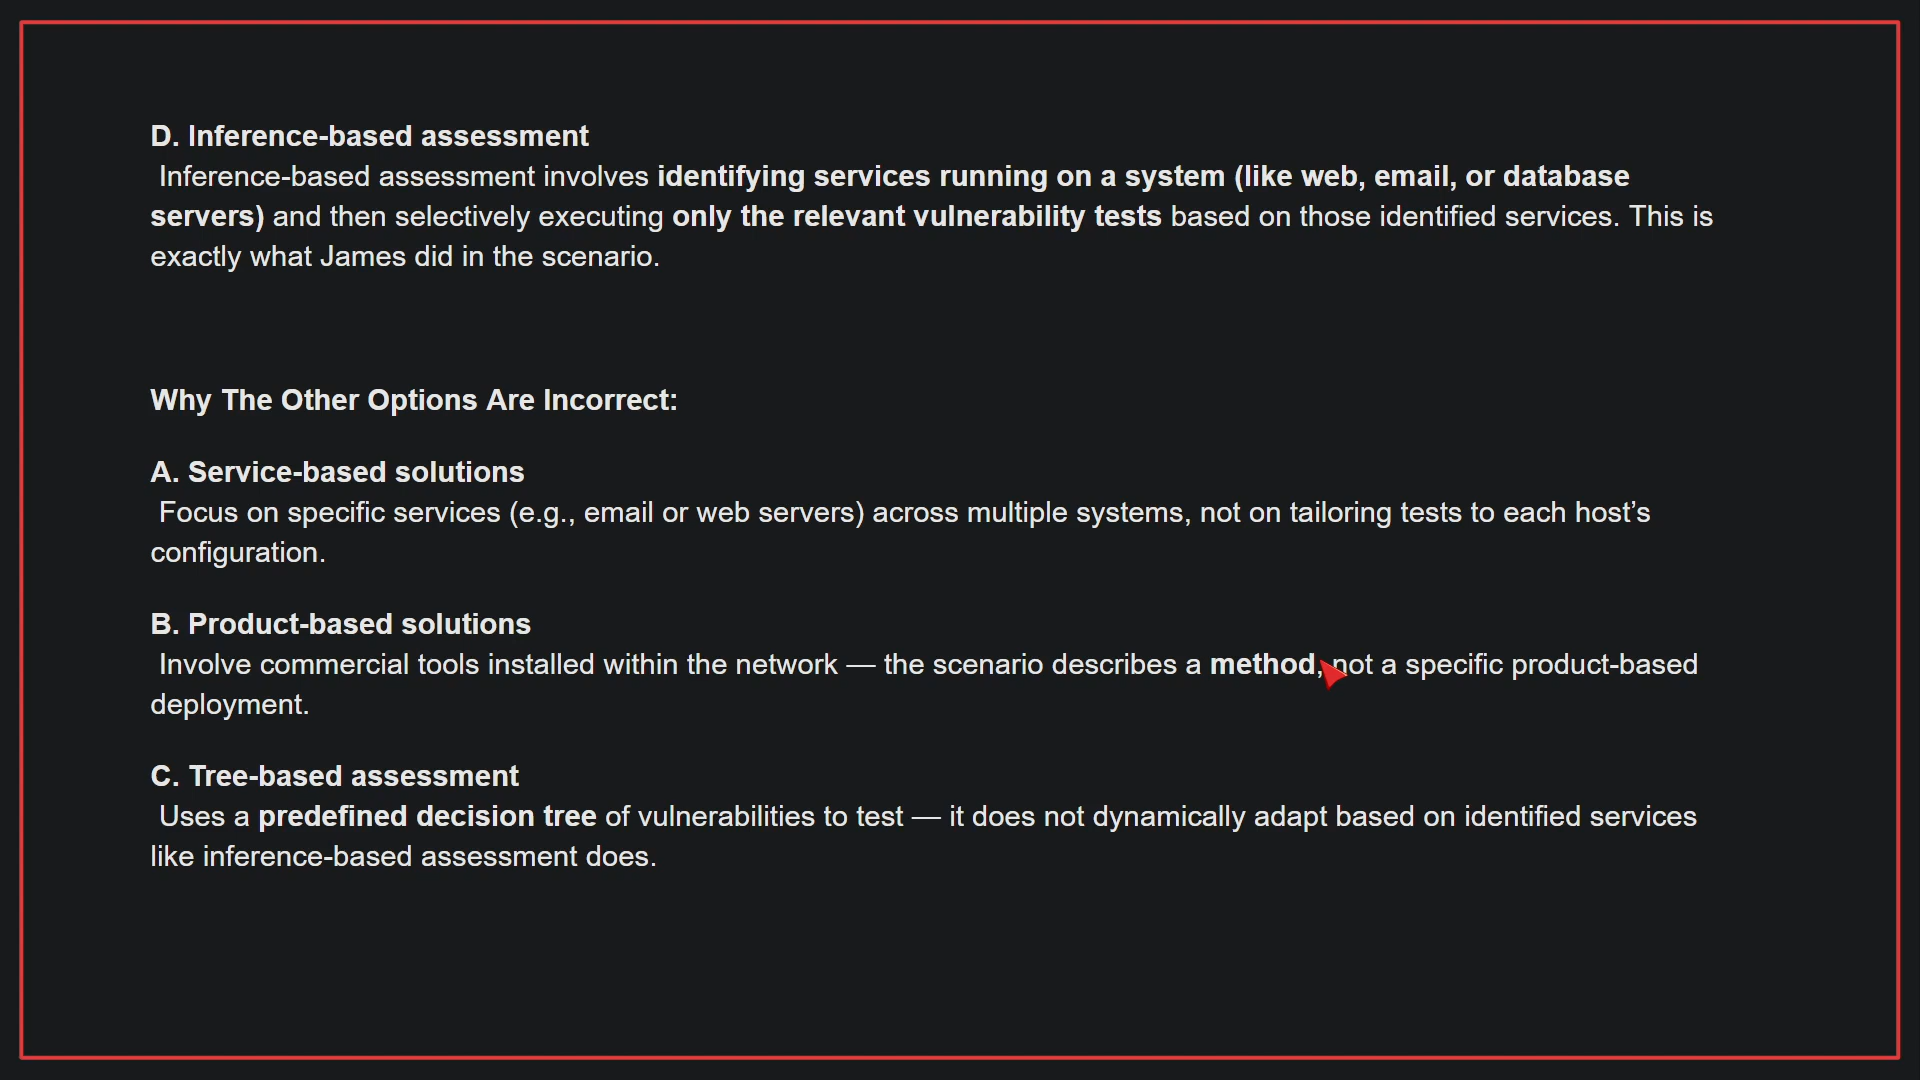 D. Inference-based assessment
Inference-based assessment involves identifying services running on a system (like web, email, or database
servers) and then selectively executing only the relevant vulnerability tests based on those identified services. This is
exactly what James did in the scenario.
Why The Other Options Are Incorrect:
A. Service-based solutions
Focus on specific services (e.g., email or web servers) across multiple systems, not on tailoring tests to each host’s
configuration.
B. Product-based solutions
Involve commercial tools installed within the network — the scenario describes a method, not a specific product-based
deployment.
C. Tree-based assessment
Uses a predefined decision tree of vulnerabilities to test — it does not dynamically adapt based on identified services
like inference-based assessment does.